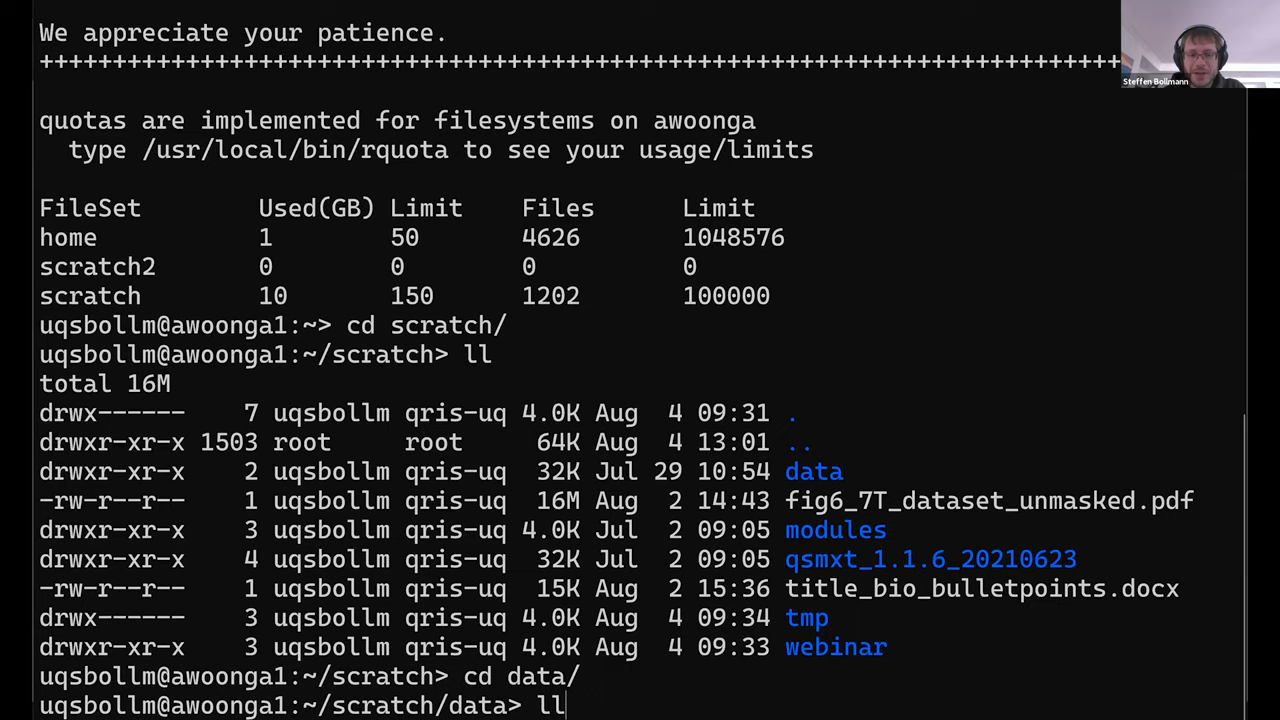 We appreciate your patience.
++++++++++++++++++++++++++++++++++++++++++++++++++++++++++++++++++++++++++
Steffen Bollmann
quotas are implemented for filesystems on awoonga
type /usr/local/bin/rquota to see your usage/limits
FileSet Used(GB) Limit Files Limit
home 1 50 4626 1048576
scratch2 0 0 0 0
scratch 10 150 1202 100000
uqsbollm@awoonga1:~> cd scratch/
uqsbollm@awoonga1:~/scratch> ll
total 16M
drwx------ 7 uqsbollm qris-uq 4.0K Aug 4 09:31 .
drwxr-xr-x 1503 root root 64K Aug 4 13:01 ..
drwxr-xr-x 2 uqsbollm qris-uq 32K Jul 29 10:54 data
-rw-r--r-- 1 uqsbollm qris-uq 16M Aug 2 14:43 fig6_7T_dataset_unmasked.pdf
drwxr-xr-x 3 uqsbollm qris-uq 4.0K Jul 2 09:05 modules
drwxr-xr-x 4 uqsbollm qris-uq 32K Jul 2 09:05 qsmxt_1.1.6_20210623
-rw-r--r-- 1 uqsbollm qris-uq 15K Aug 2 15:36 title_bio_bulletpoints.docx
drwx------ 3 uqsbollm qris-uq 4.0K Aug 4 09:34 tmp
drwxr-xr-x 3 uqsbollm qris-uq 4.0K Aug 4 09:33 webinar
uqsbollm@awoonga1:~/scratch> cd data/
uqsbollm@awoonga1:~/scratch/data> ll